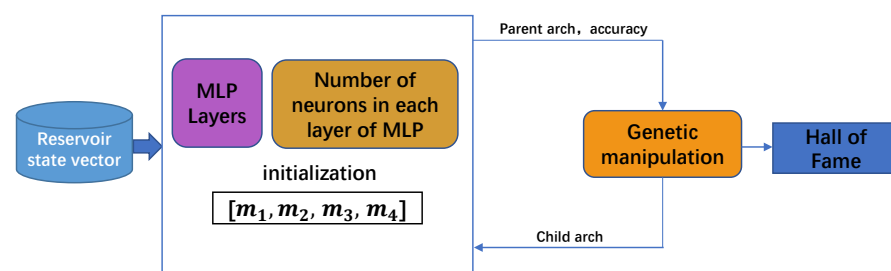 Reservoir
state vector
MLP
Layers
Number of
neurons in each
layer of MLP
initialization
[m₁, m₂, m₃, m₄]
Parent arch，accuracy
Genetic
manipulation
Child arch
Hall of
Fame